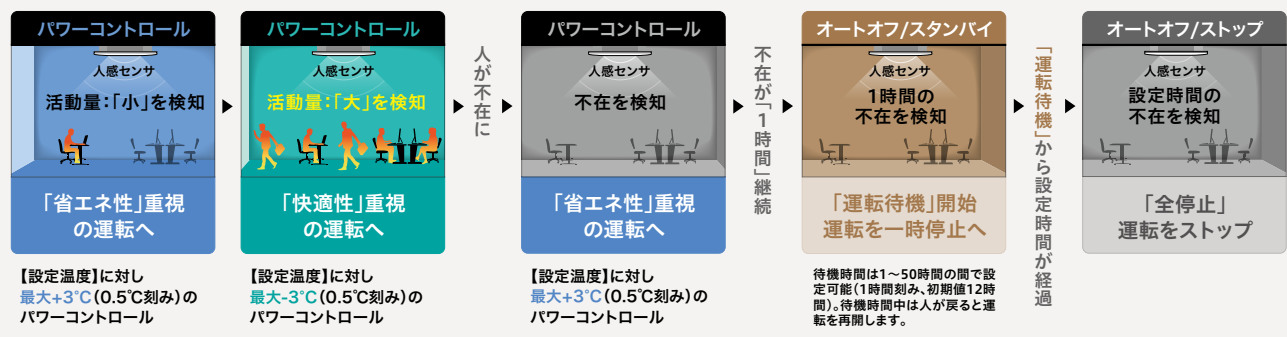 パワーコントロール
人感センサ
活動量:「小」を検知
「省エネ性」重視
の運転へ
【設定温度】に対し
最大+3℃(0.5℃刻み)の
パワーコントロール
パワーコントロール
人感センサ
活動量:「大」を検知
「快適性」重視
の運転へ
【設定温度】に対し
最大-3℃(0.5℃刻み)の
パワーコントロール
人が不在に
パワーコントロール
人感センサ
不在を検知
「省エネ性」重視
の運転へ
【設定温度】に対し
最大+3℃(0.5℃刻み)の
パワーコントロール
不在が「1時間」継続
オートオフ/スタンバイ
人感センサ
1時間の
不在を検知
「運転待機」開始
運転を一時停止へ
待機時間は1〜50時間の間で設
定可能(1時間刻み、初期値12時
間)。待機時間中は人が戻ると運
転を再開します。
「運転待機」から設定時間が経過
オートオフ/ストップ
人感センサ
設定時間の
不在を検知
「全停止」
運転をストップ